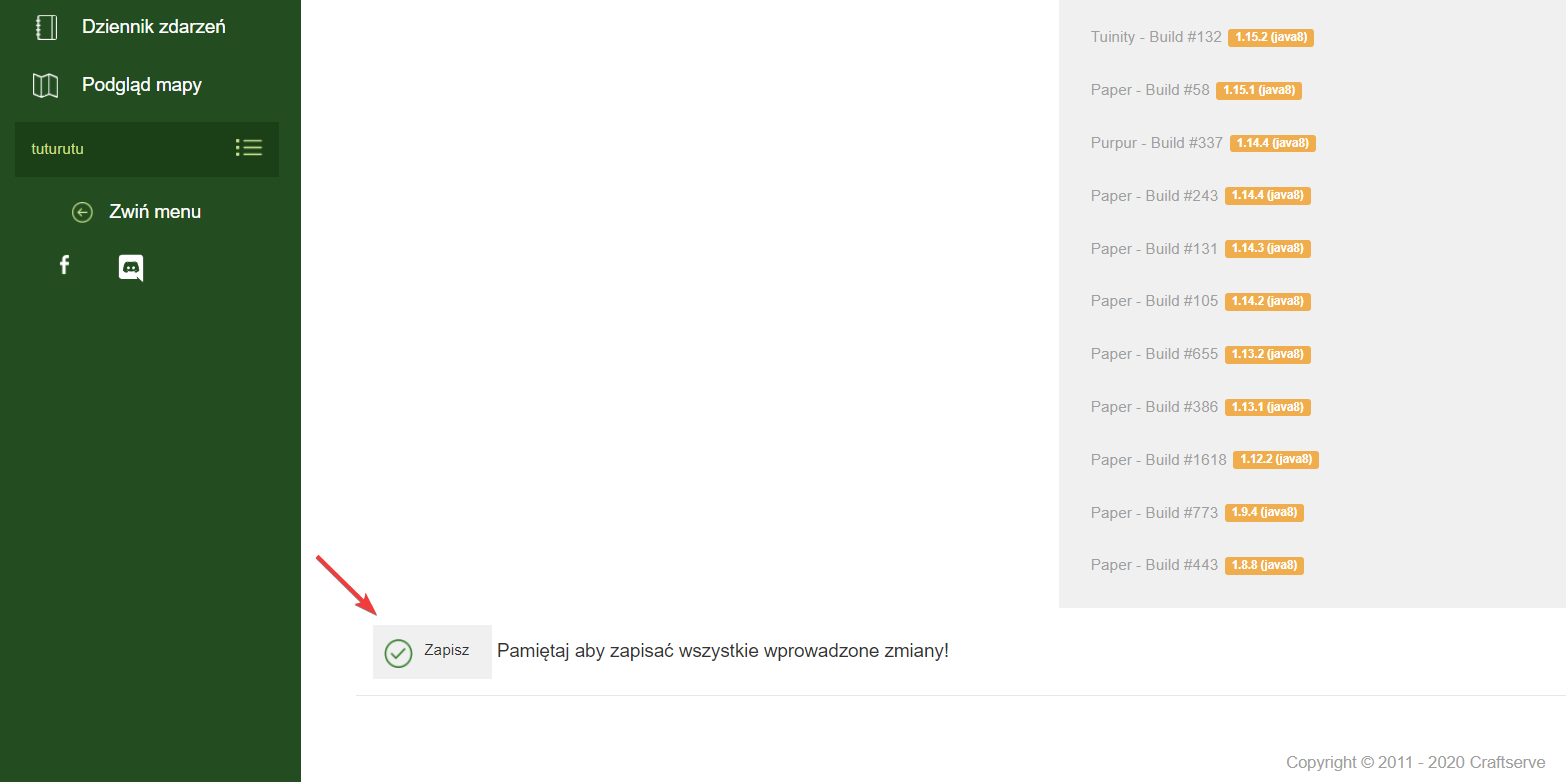 Dziennik zdarzeń
Podgląd mapy
tuturutu
Zwiń menu
Tuinity - Build #132 1.15.2 (java8)
Paper - Build #58 1.15.1 (java8)
Purpur - Build #337 1.14.4 (java8)
Paper - Build #243 1.14.4 (java8)
Paper - Build #131 1.14.3 (java8)
Paper - Build #105 1.14.2 (java8)
Paper - Build #655 1.13.2 (java8)
Paper - Build #386 1.13.1 (java8)
Paper - Build #1618 1.12.2 (java8)
Paper - Build #773 1.9.4 (java8)
Paper - Build #443 1.8.8 (java8)
Zapisz Pamiętaj aby zapisać wszystkie wprowadzone zmiany!
Copyright © 2011 - 2020 Craftserve